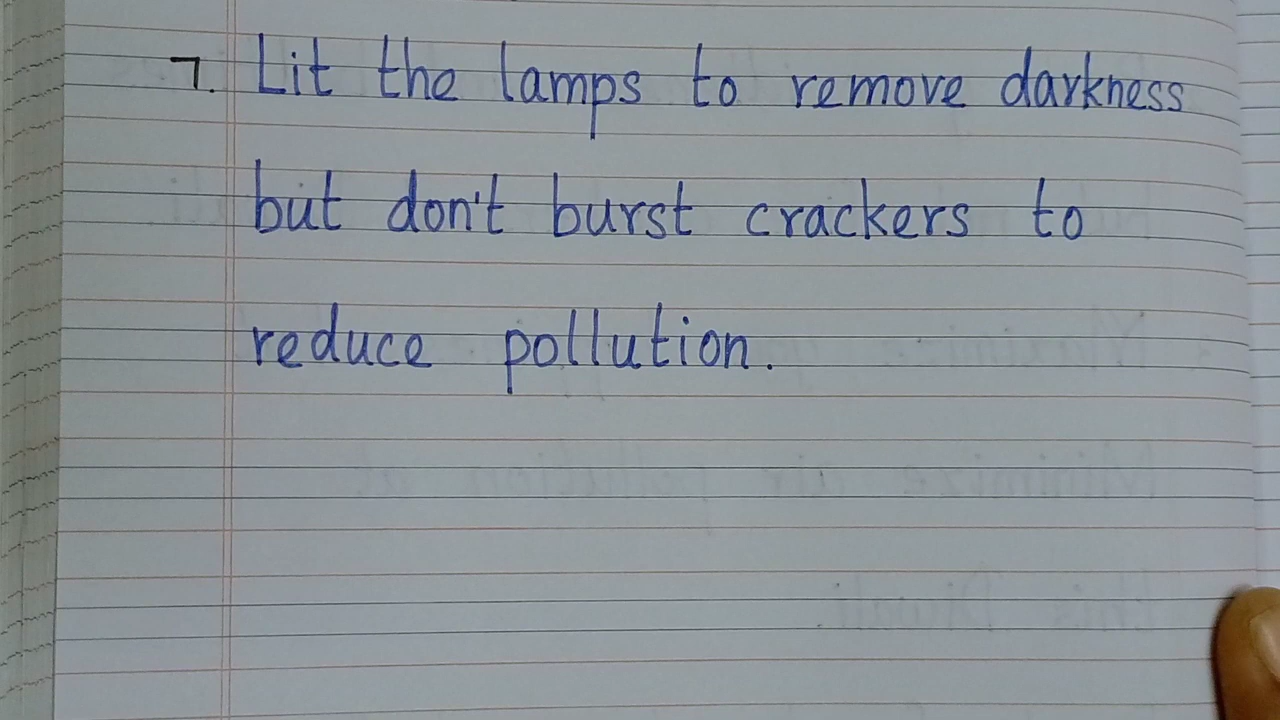 7. Lit the lamps to remove darkness
but don't burst crackers to
reduce pollution.